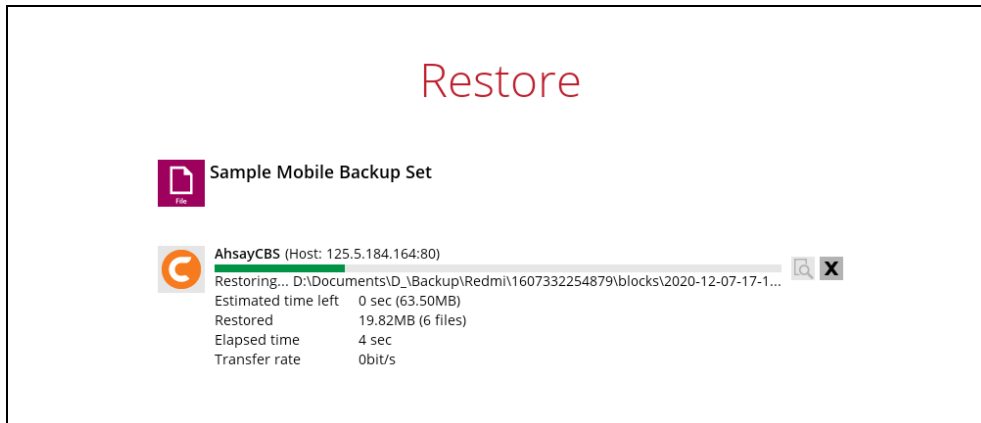 Restore
Sample Mobile Backup Set
File
AhsayCBS (Host: 125.5.184.164:80)
Restoring... D:\Documents\D_\Backup\Redmi\1607332254879\blocks\2020-12-07-17-1...
Estimated time left 0 sec (63.50MB)
Restored 19.82MB (6 files)
Elapsed time 4 sec
Transfer rate 0bit/s
X